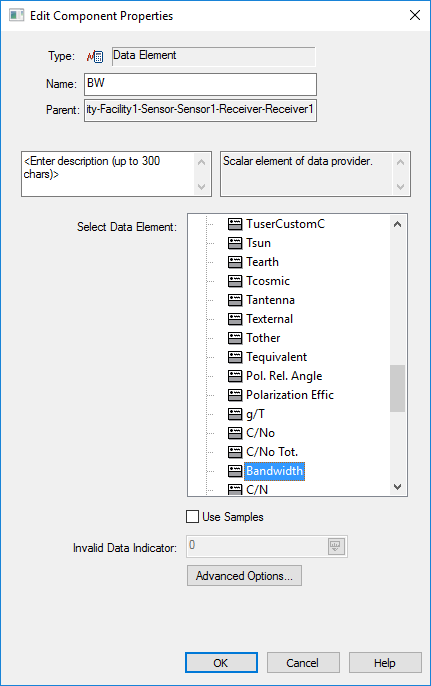 Edit Component Properties
Type: Data Element
Name: BW
Parent: ity-Facility1-Sensor-Sensor1-Receiver-Receiver1
<Enter description (up to 300
chars)>
Scalar element of data provider.
Select Data Element:
TuserCustomC
Tsun
Tearth
Tcosmic
Tantenna
Texternal
Tother
Tequivalent
Pol. Rel. Angle
Polarization Effic
g/T
C/No
C/No Tot.
Bandwidth
C/N
Use Samples
Invalid Data Indicator: 0
Advanced Options...
OK Cancel Help